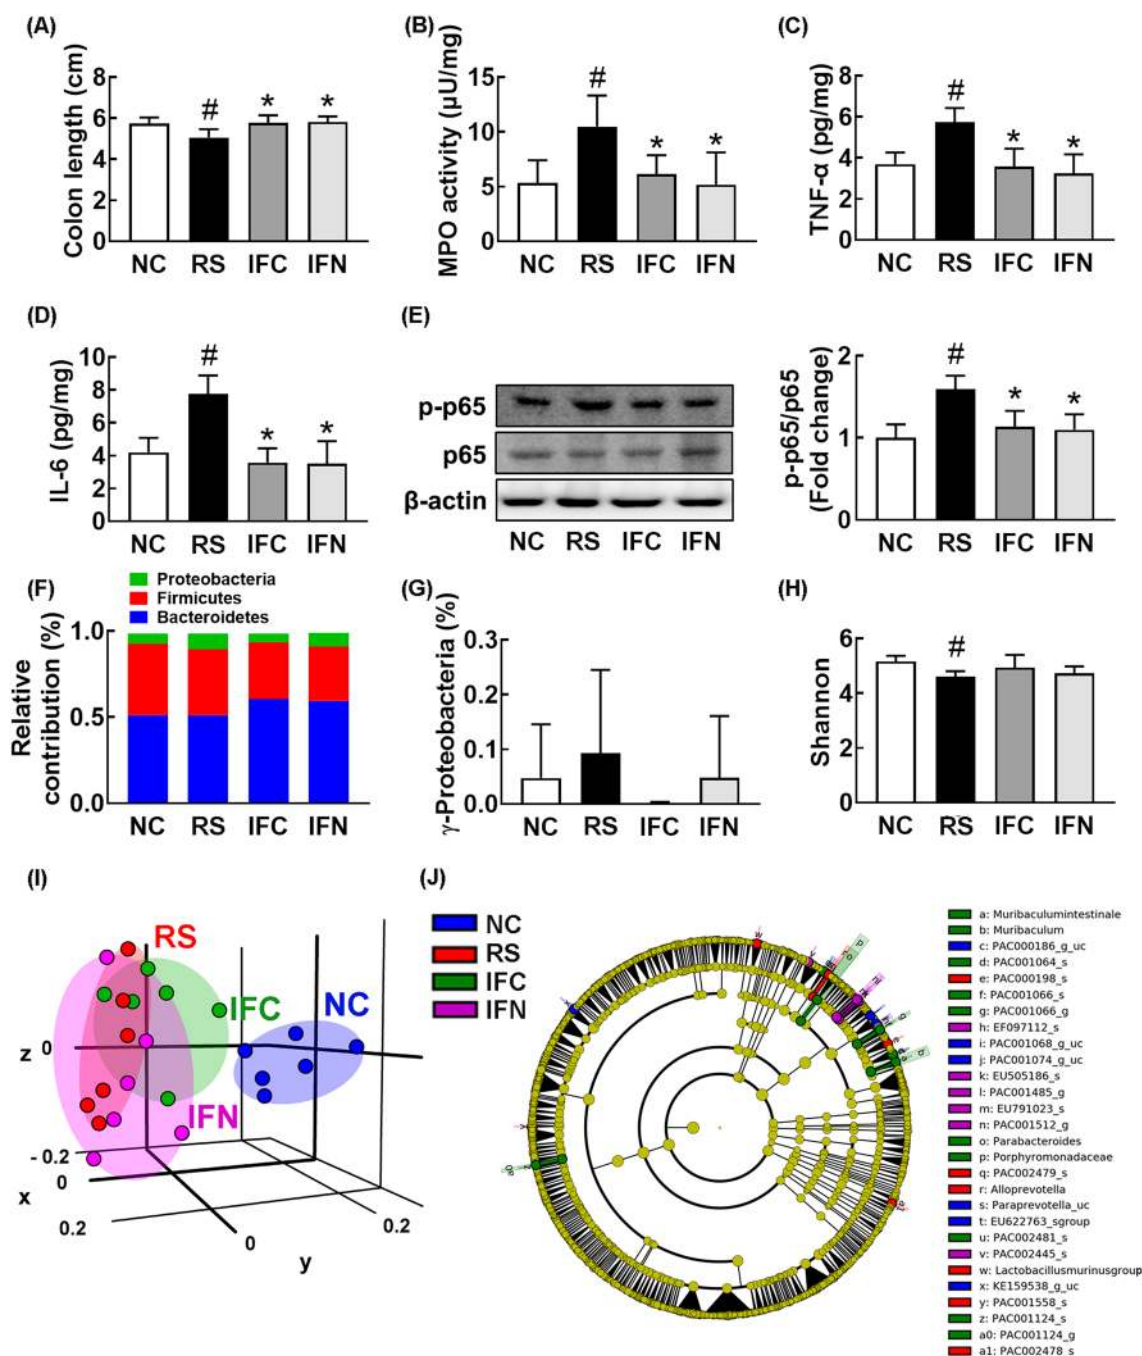 (A)
Colon length (cm)
8
6
4
2
0
#
*
*
NC RS IFC IFN
(B)
MPO activity (μU/mg)
15
10
5
0
#
*
*
NC RS IFC IFN
(C)
TNF-α (pg/mg)
8
6
4
2
0
#
*
*
NC RS IFC IFN
(D)
IL-6 (pg/mg)
10
8
6
4
2
0
#
*
*
NC RS IFC IFN
(E)
p-p65
p65
β-actin
NC RS IFC IFN
p-p65/p65
(Fold change)
2
1
0
#
*
*
NC RS IFC IFN
(F)
Proteobacteria
Firmicutes
Bacteroidetes
Relative
contribution (%)
1.0
0.5
0.0
NC RS IFC IFN
(G)
γ-Proteobacteria (%)
0.3
0.2
0.1
0.0
NC RS IFC IFN
(H)
Shannon
6
4
2
0
#
NC RS IFC IFN
(I)
RS
IFC
NC
IFN
z 0
- 0.2
x 0
0.2
0
y
0.2
(J)
NC
RS
IFC
IFN
a: Muribaculumintestinale
b: Muribaculum
c: PAC000186_g_uc
d: PAC001064_s
e: PAC000198_s
f: PAC001066_s
g: PAC001066_g
h: EF097112_s
i: PAC001068_g_uc
j: PAC001074_g_uc
k: EU505186_s
l: PAC001485_g
m: EU791023_s
n: PAC001512_g
o: Parabacteroides
p: Porphyromonadaceae
q: PAC002479_s
r: Alloprevotella
s: Paraprevotella_uc
t: EU622763_sgroup
u: PAC002481_s
v: PAC002445_s
w: Lactobacillusmurinusgroup
x: KE159538_g_uc
y: PAC001558_s
z: PAC001124_s
a0: PAC001124_g
a1: PAC002478_s